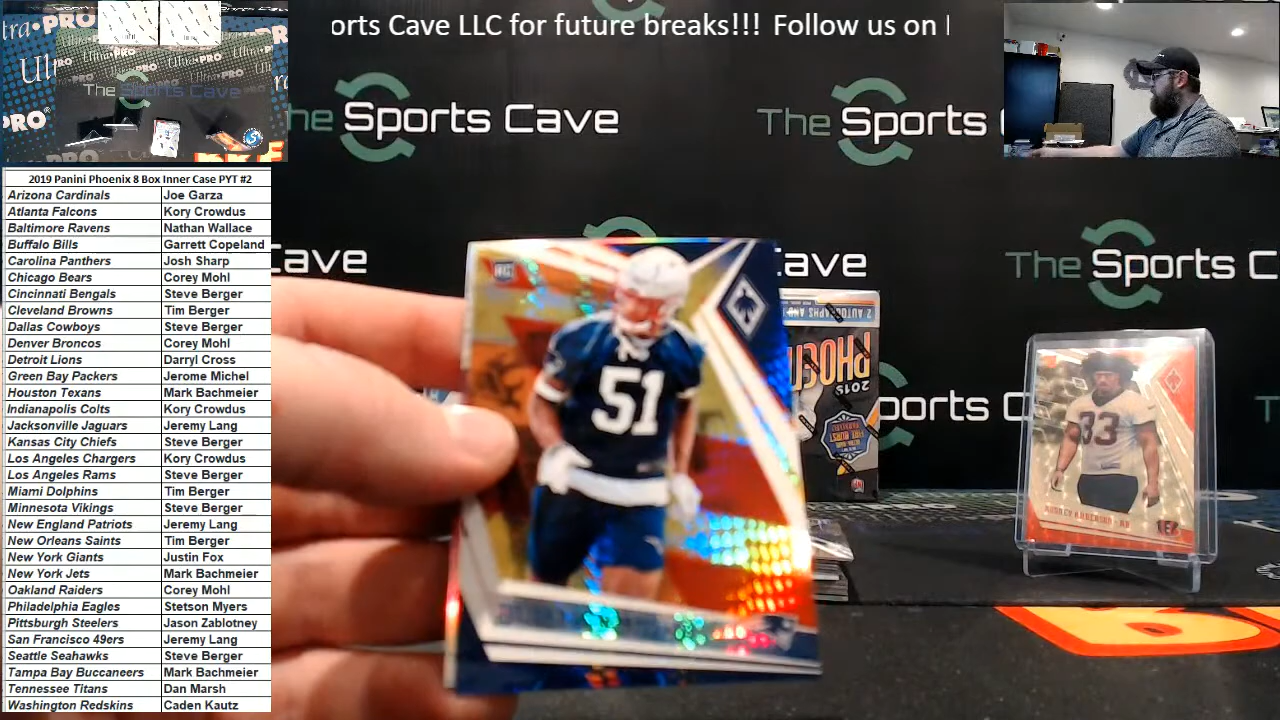 orts Cave LLC for future breaks!!! Follow us on
The Sports Cave
2019 Panini Phoenix 8 Box Inner Case PYT #2
Arizona Cardinals Joe Garza
Atlanta Falcons Kory Crowdus
Baltimore Ravens Nathan Wallace
Buffalo Bills Garrett Copeland
Carolina Panthers Josh Sharp
Chicago Bears Corey Mohl
Cincinnati Bengals Steve Berger
Cleveland Browns Tim Berger
Dallas Cowboys Steve Berger
Denver Broncos Corey Mohl
Detroit Lions Darryl Cross
Green Bay Packers Jerome Michel
Houston Texans Mark Bachmeier
Indianapolis Colts Kory Crowdus
Jacksonville Jaguars Jeremy Lang
Kansas City Chiefs Steve Berger
Los Angeles Chargers Kory Crowdus
Los Angeles Rams Steve Berger
Miami Dolphins Tim Berger
Minnesota Vikings Steve Berger
New England Patriots Jeremy Lang
New Orleans Saints Tim Berger
New York Giants Justin Fox
New York Jets Mark Bachmeier
Oakland Raiders Corey Mohl
Philadelphia Eagles Stetson Myers
Pittsburgh Steelers Jason Zablotney
San Francisco 49ers Jeremy Lang
Seattle Seahawks Steve Berger
Tampa Bay Buccaneers Mark Bachmeier
Tennessee Titans Dan Marsh
Washington Redskins Caden Kautz
he Sports Cave
The Sports C
ave
ave
The Sports C
ports C
51
2 AUTOGRAPHS AND
PHOE
2019
33
RODNEY ANDERSON - RB